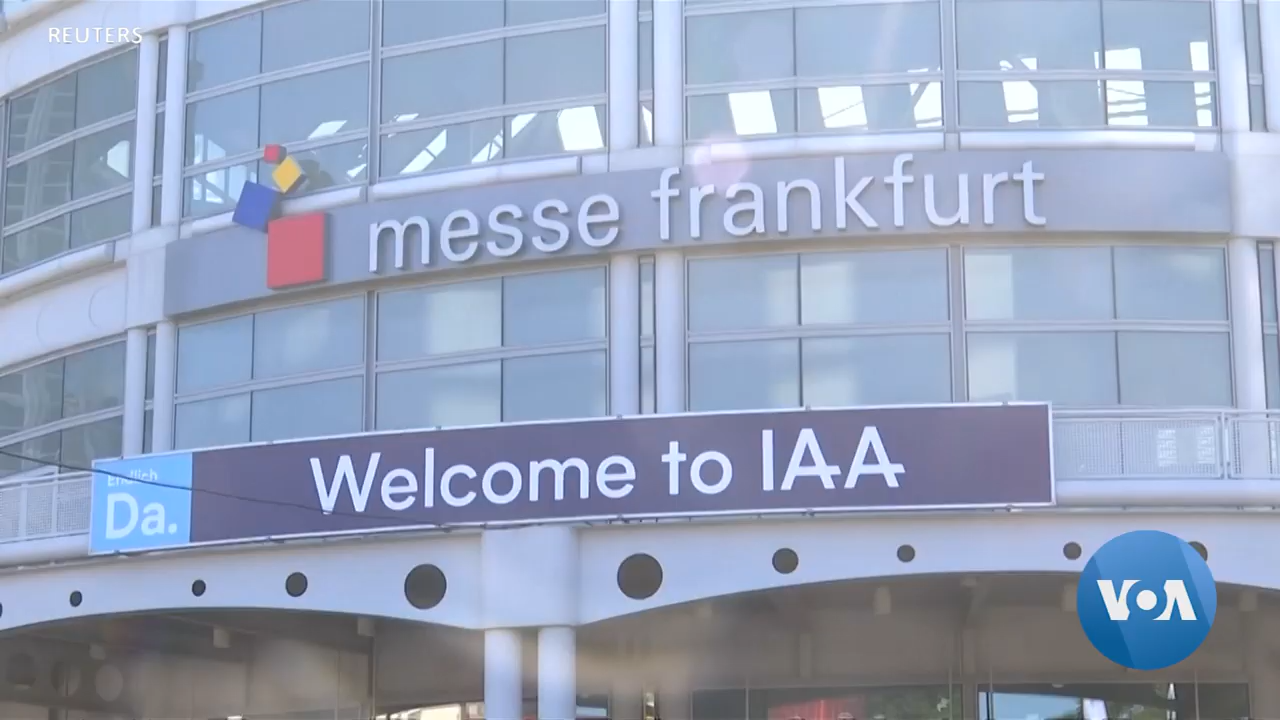 REUTERS
messe frankfurt
Endlich
Da.
Welcome to IAA
VOA